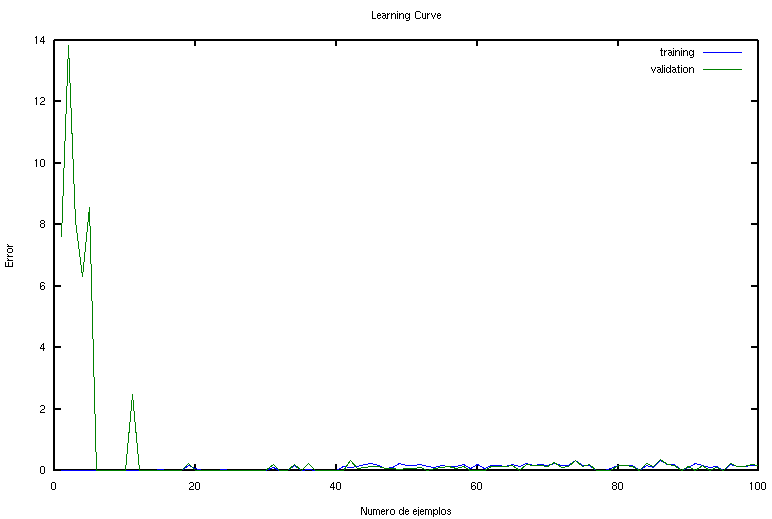 Learning Curve
training
validation
14
12
10
8
6
4
2
0
Error
0 20 40 60 80 100
Numero de ejemplos